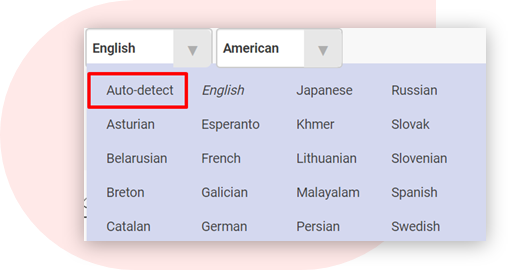 English American
Auto-detect English Japanese Russian
Asturian Esperanto Khmer Slovak
Belarusian French Lithuanian Slovenian
Breton Galician Malayalam Spanish
Catalan German Persian Swedish